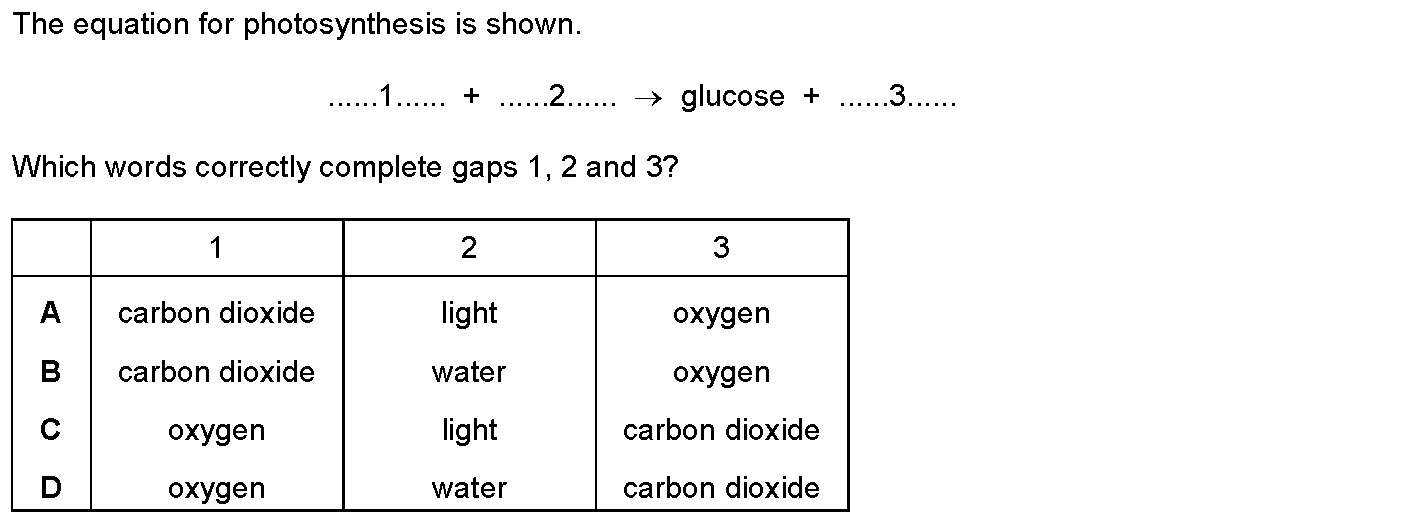 The equation for photosynthesis is shown.
......1...... + ......2...... → glucose + ......3......
Which words correctly complete gaps 1, 2 and 3?
1 2 3
A carbon dioxide light oxygen
B carbon dioxide water oxygen
C oxygen light carbon dioxide
D oxygen water carbon dioxide